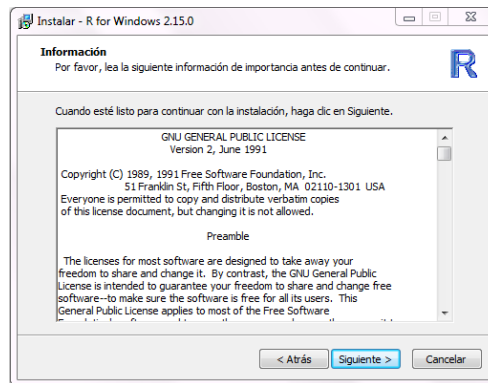 Instalar - R for Windows 2.15.0
Información
Por favor, lea la siguiente información de importancia antes de continuar.
R
Cuando esté listo para continuar con la instalación, haga clic en Siguiente.
GNU GENERAL PUBLIC LICENSE
Version 2, June 1991
Copyright (C) 1989, 1991 Free Software Foundation, Inc.
51 Franklin St, Fifth Floor, Boston, MA 02110-1301 USA
Everyone is permitted to copy and distribute verbatim copies
of this license document, but changing it is not allowed.
Preamble
The licenses for most software are designed to take away your
freedom to share and change it. By contrast, the GNU General Public
License is intended to guarantee your freedom to share and change free
software--to make sure the software is free for all its users. This
General Public License applies to most of the Free Software
< Atrás
Siguiente >
Cancelar